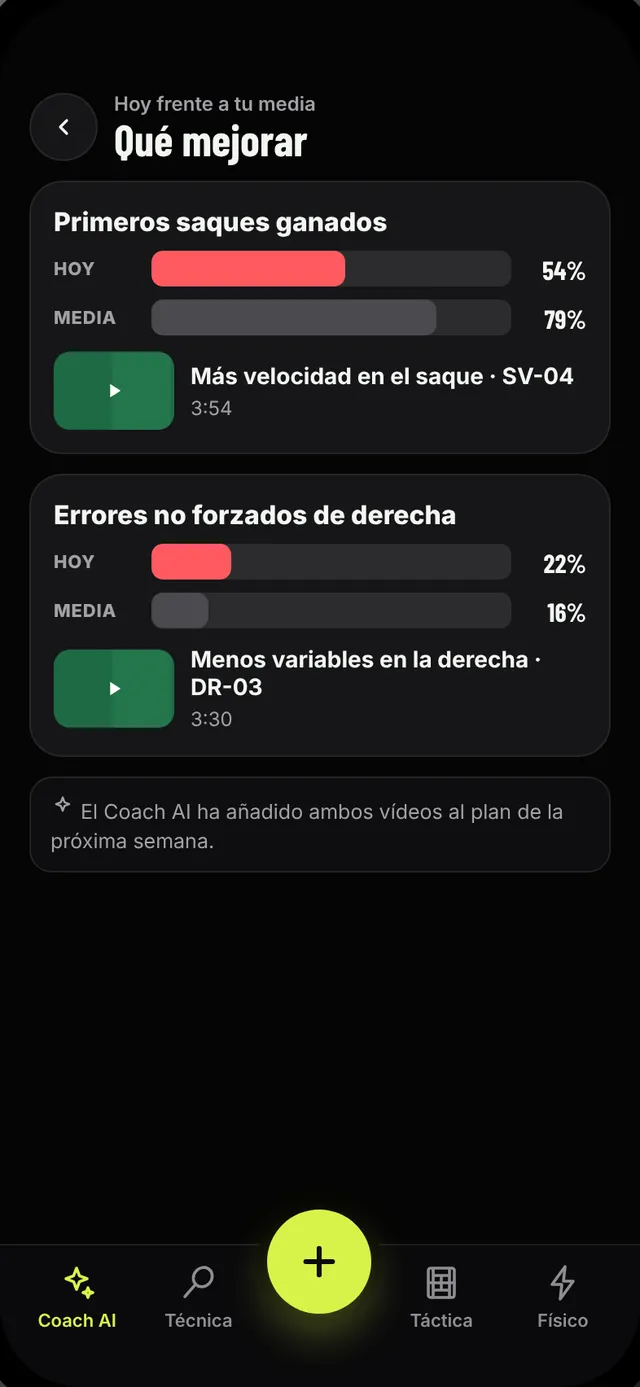 Hoy frente a tu media
Qué mejorar
Primeros saques ganados
HOY
54%
MEDIA
79%
Más velocidad en el saque · SV-04
3:54
Errores no forzados de derecha
HOY
22%
MEDIA
16%
Menos variables en la derecha ·
DR-03
3:30
El Coach AI ha añadido ambos vídeos al plan de la
próxima semana.
Coach AI
Técnica
Táctica
Físico